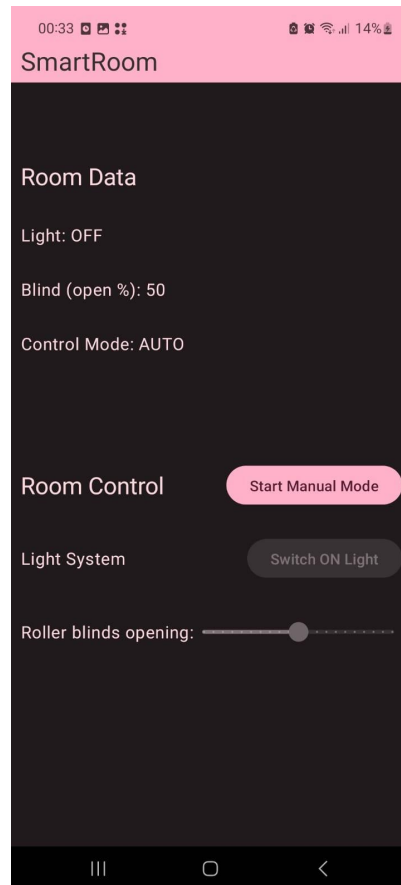 00:33 14%
SmartRoom
Room Data
Light: OFF
Blind (open %): 50
Control Mode: AUTO
Room Control Start Manual Mode
Light System Switch ON Light
Roller blinds opening: